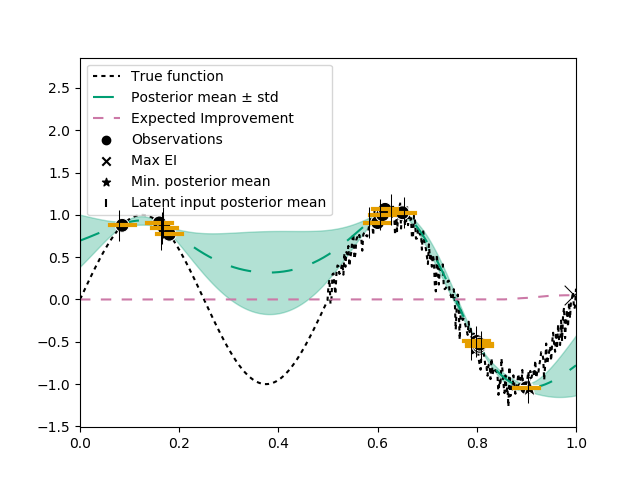 2.5
2.0
1.5
1.0
0.5
0.0
−0.5
−1.0
−1.5
True function
Posterior mean ± std
Expected Improvement
Observations
Max EI
Min. posterior mean
Latent input posterior mean
0.0 0.2 0.4 0.6 0.8 1.0